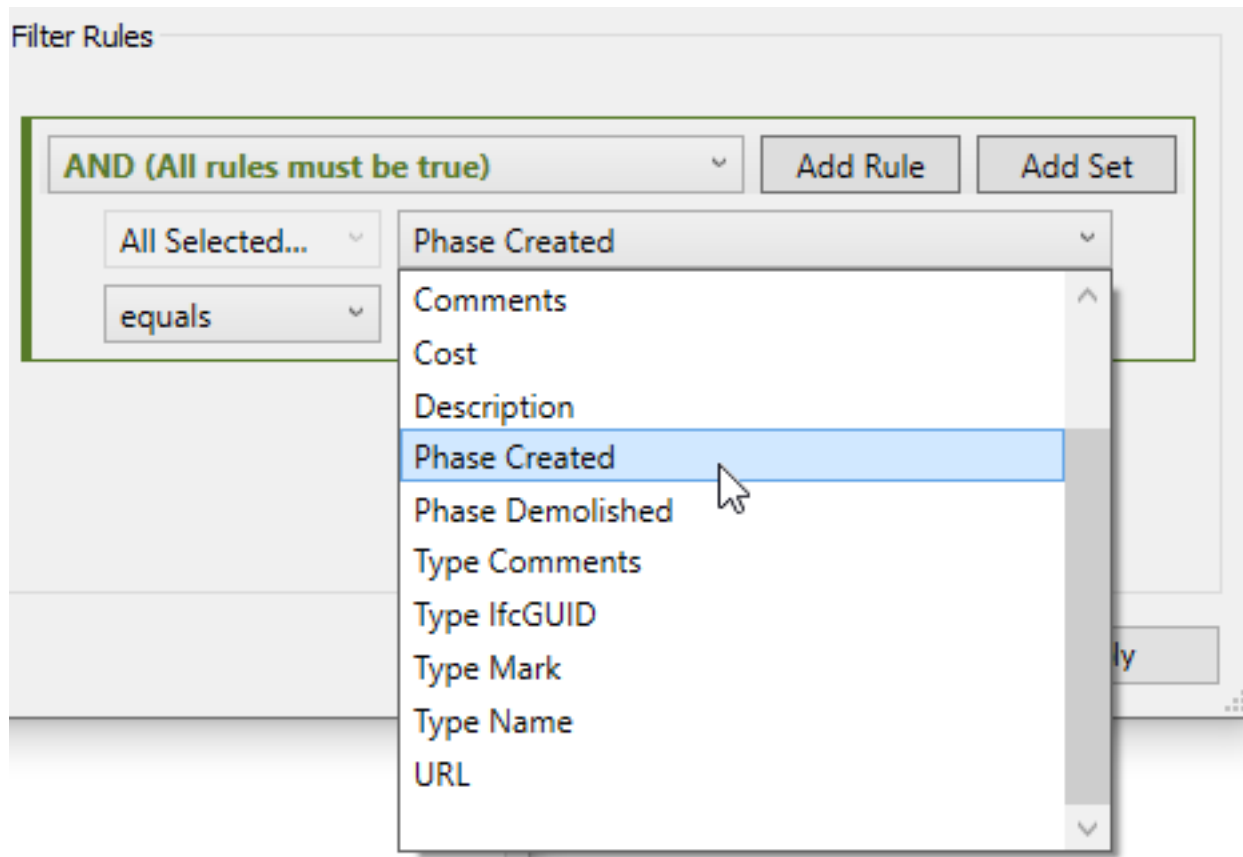 Filter Rules
AND (All rules must be true) Add Rule Add Set
All Selected... Phase Created
equals
Comments
Cost
Description
Phase Created
Phase Demolished
Type Comments
Type IfcGUID
Type Mark
Type Name
URL
ly